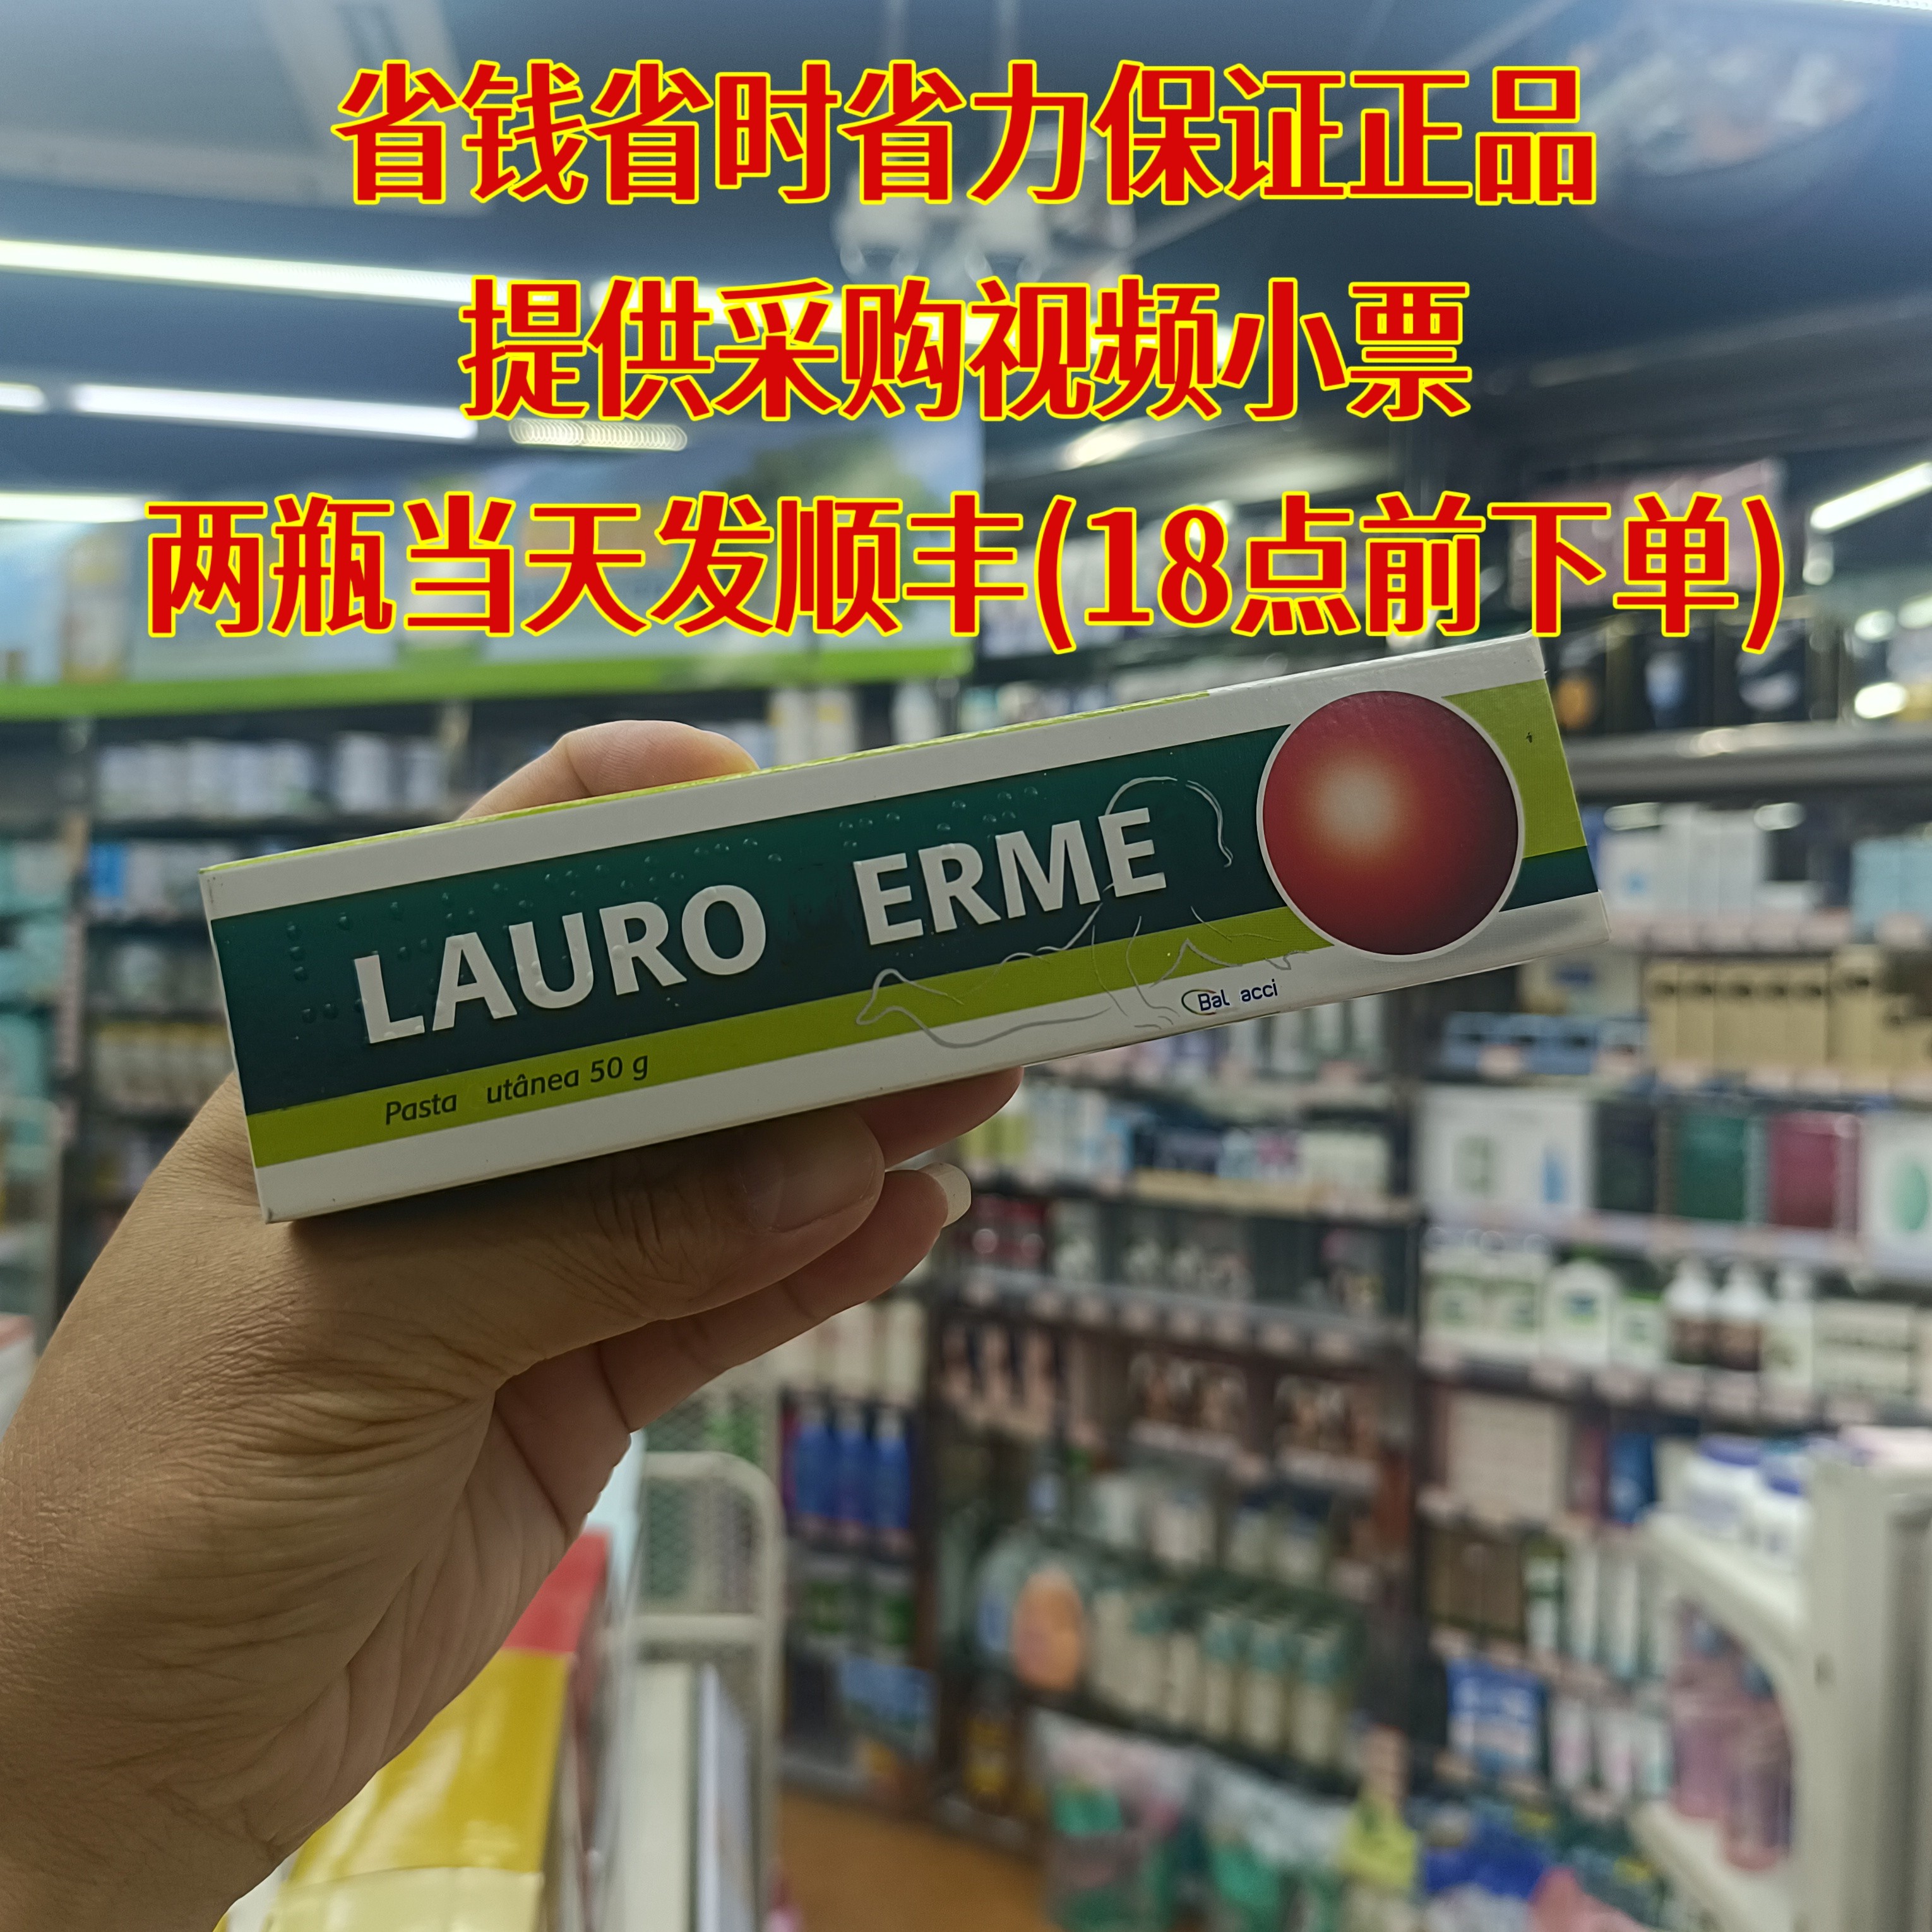 省钱省时省力保证正品
提供采购视频小票
两瓶当天发顺丰(18点前下单)
LAURO ERME
Pasta utânea 50 g
Bal acci